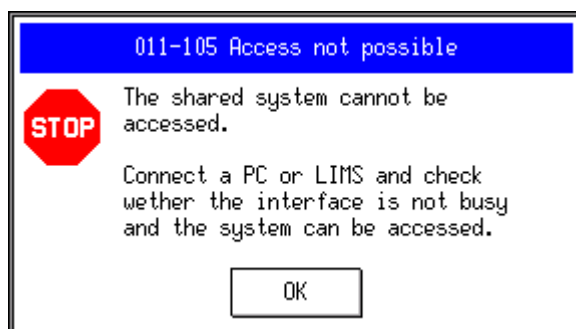 011-105 Access not possible
STOP
The shared system cannot be
accessed.
Connect a PC or LIMS and check
wether the interface is not busy
and the system can be accessed.
OK